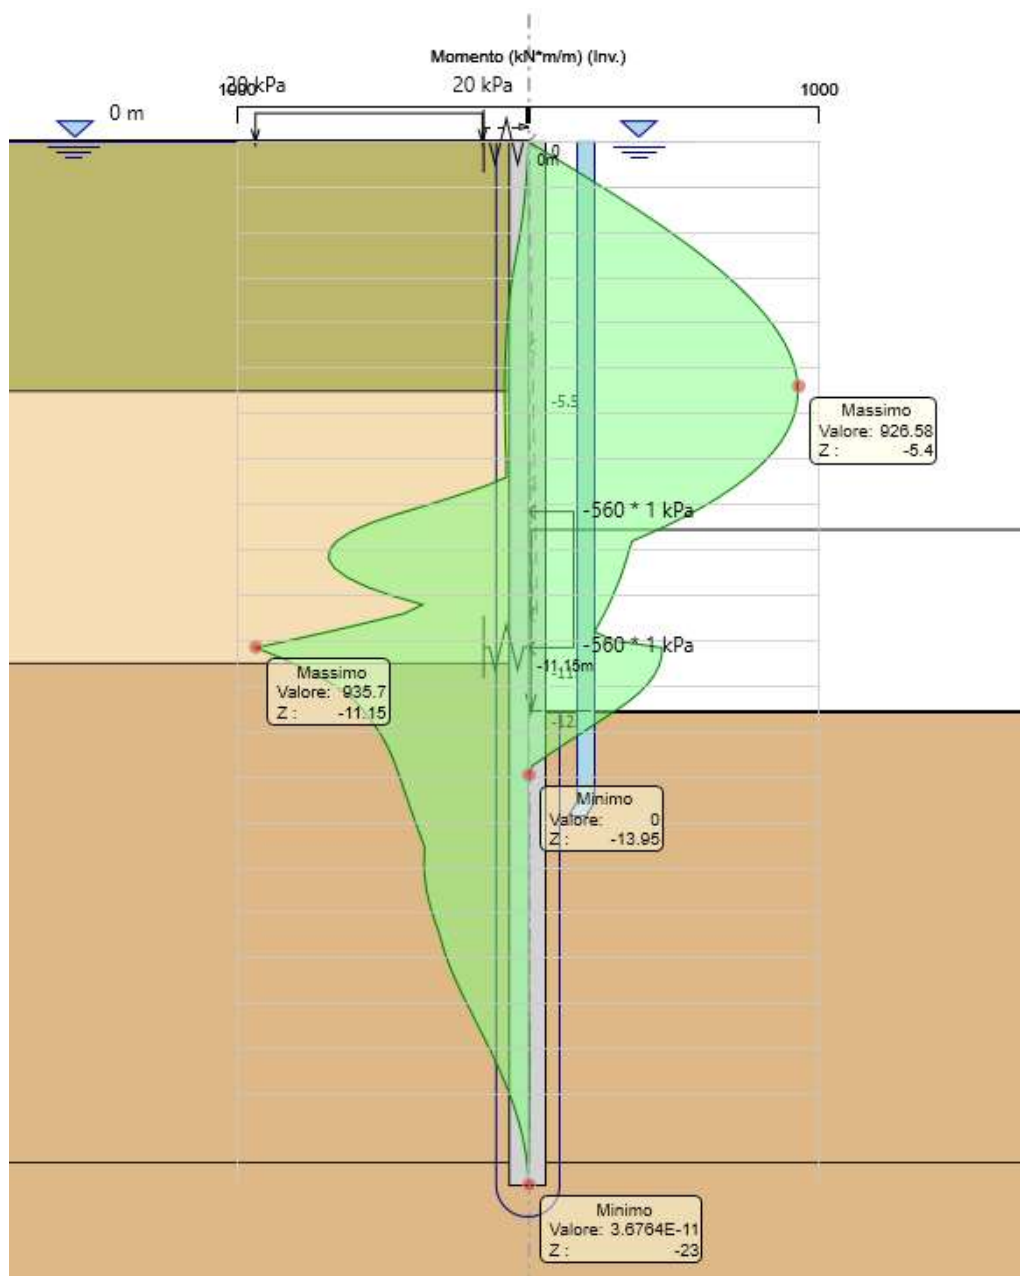 Momento (kN*m/m) (Inv.)
20 kPa
20 kPa
1000
1000
0 m
0m
-5.5
Massimo
Valore: 926.58
Z : -5.4
-560 * 1 kPa
-560 * 1 kPa
-11.15m
Massimo
Valore: 935.7
Z : -11.15
-12.
Minimo
Valore: 0
Z : -13.95
Minimo
Valore: 3.6764E-11
Z : -23